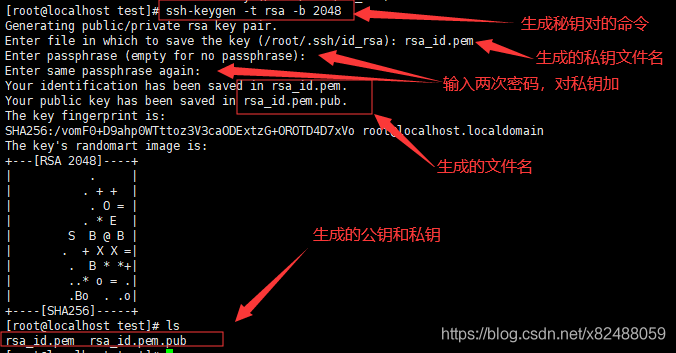 [root@localhost test]# ssh-keygen -t rsa -b 2048
生成秘钥对的命令
Generating public/private rsa key pair.
Enter file in which to save the key (/root/.ssh/id_rsa): rsa_id.pem
生成的私钥文件名
Enter passphrase (empty for no passphrase):
Enter same passphrase again:
输入两次密码，对私钥加
Your identification has been saved in rsa_id.pem.
Your public key has been saved in rsa_id.pem.pub.
The key fingerprint is:
SHA256:/vomF0+D9ahp0WTttoz3V3caODExtzG+OROTD4D7xVo root@localhost.localdomain
The key's randomart image is:
生成的文件名
+---[RSA 2048]----+
|            .    |
|           . + + |
|            . O =|
|           . * E |
|        S  B @ B |
|       .  + X X =|
|        .  B * *+|
|        ..* o = .|
|        .Bo  . .o|
+----[SHA256]-----+
生成的公钥和私钥
[root@localhost test]# ls
rsa_id.pem  rsa_id.pem.pub
[root@localhost test]#
https://blog.csdn.net/x82488059